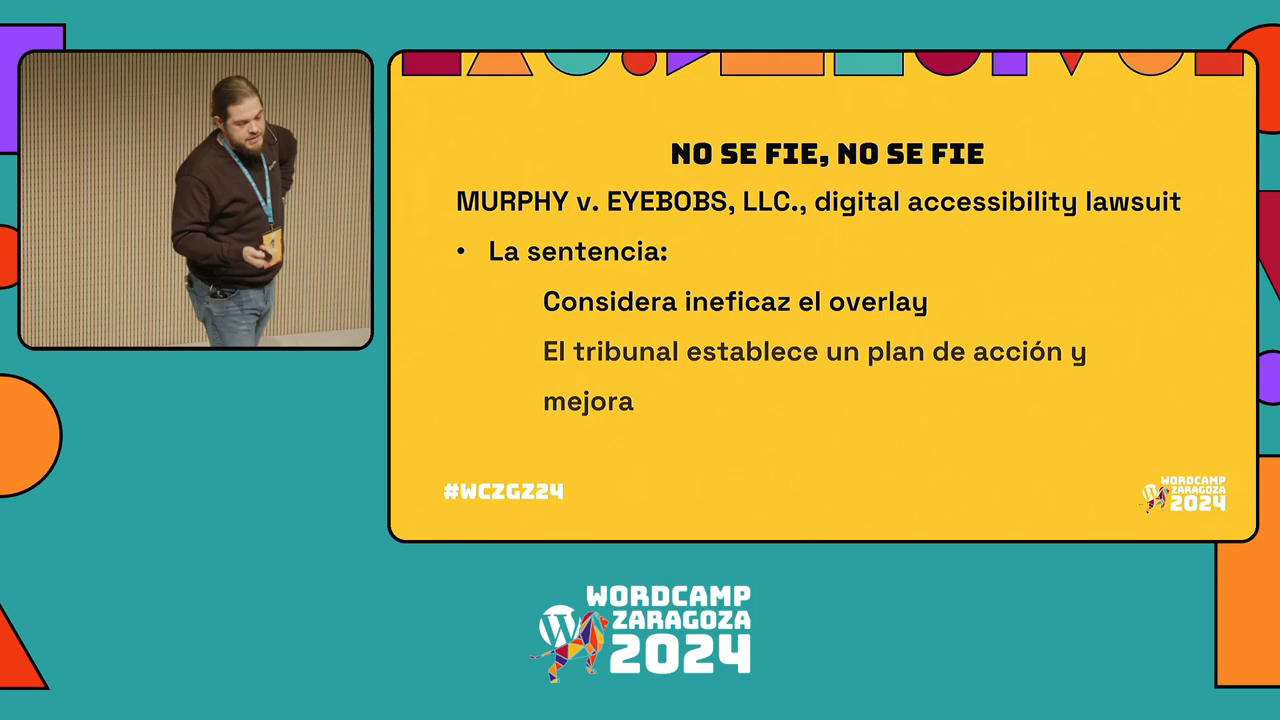 NO SE FIE, NO SE FIE
MURPHY v. EYEBOBS, LLC., digital accessibility lawsuit
• La sentencia:
Considera ineficaz el overlay
El tribunal establece un plan de acción y
mejora
#WCZGZ24
WORDCAMP
ZARAGOZA
2024
WORDCAMP
ZARAGOZA
2024